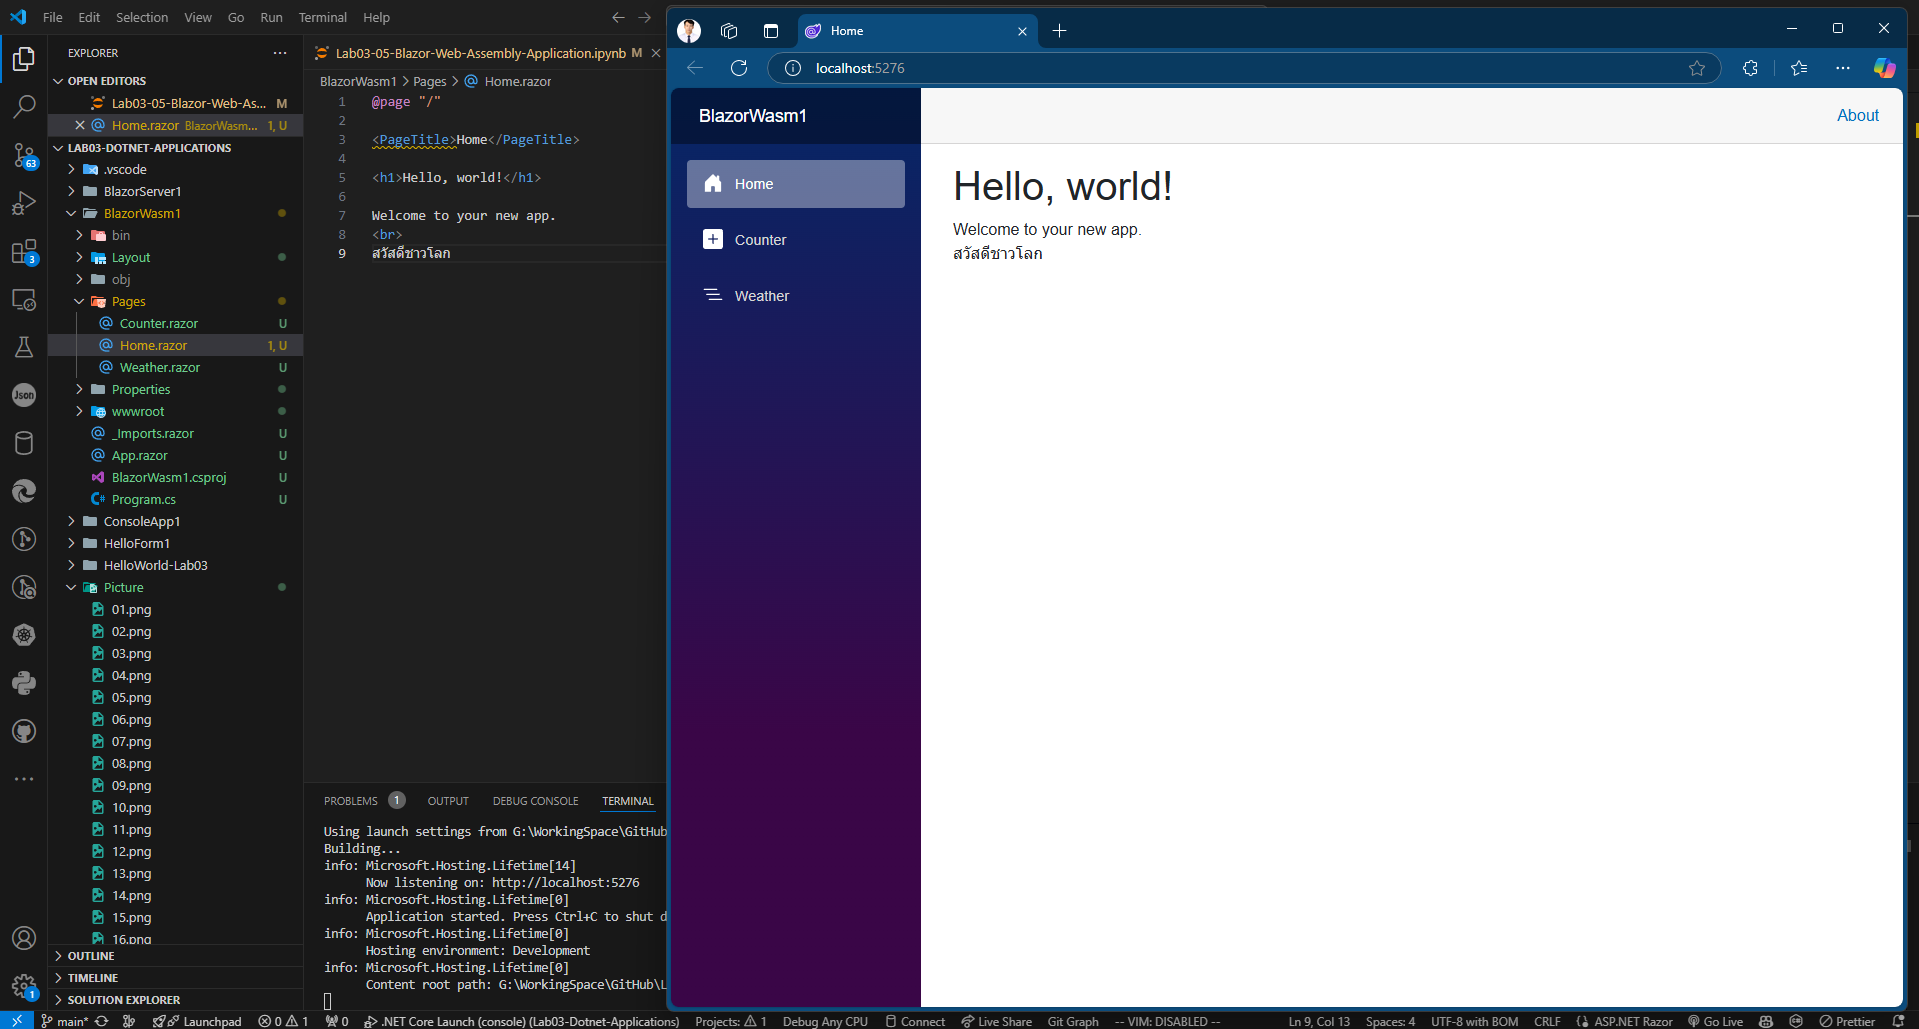 File Edit Selection View Go Run Terminal Help
EXPLORER
OPEN EDITORS
Lab03-05-Blazor-Web-As... M
Home.razor BlazorWasm... 1, U
LAB03-DOTNET-APPLICATIONS
.vscode
BlazorServer1
BlazorWasm1
bin
Layout
obj
Pages
Counter.razor U
Home.razor 1, U
Weather.razor U
Properties
wwwroot
_Imports.razor U
App.razor U
BlazorWasm1.csproj U
Program.cs U
ConsoleApp1
HelloForm1
HelloWorld-Lab03
Picture
01.png
02.png
03.png
04.png
05.png
06.png
07.png
08.png
09.png
10.png
11.png
12.png
13.png
14.png
15.png
16.png
OUTLINE
TIMELINE
SOLUTION EXPLORER
63
3
Json
1
Lab03-05-Blazor-Web-Assembly-Application.ipynb M
BlazorWasm1 > Pages > Home.razor
1 @page "/"
2
3 <PageTitle>Home</PageTitle>
4
5 <h1>Hello, world!</h1>
6
7 Welcome to your new app.
8 <br>
9 สวัสดีชาวโลก
PROBLEMS 1 OUTPUT DEBUG CONSOLE TERMINAL
Using launch settings from G:\WorkingSpace\GitHub
Building...
info: Microsoft.Hosting.Lifetime[14]
Now listening on: http://localhost:5276
info: Microsoft.Hosting.Lifetime[0]
Application started. Press Ctrl+C to shut d
info: Microsoft.Hosting.Lifetime[0]
Hosting environment: Development
info: Microsoft.Hosting.Lifetime[0]
Content root path: G:\WorkingSpace\GitHub\L
Home
localhost:5276
BlazorWasm1
Home
Counter
Weather
About
Hello, world!
Welcome to your new app.
สวัสดีชาวโลก
main* Launchpad 0 1 0 .NET Core Launch (console) (Lab03-Dotnet-Applications) Projects: 1 Debug Any CPU Connect Live Share Git Graph -- VIM: DISABLED -- Ln 9, Col 13 Spaces: 4 UTF-8 with BOM CRLF ASP.NET Razor Go Live Prettier